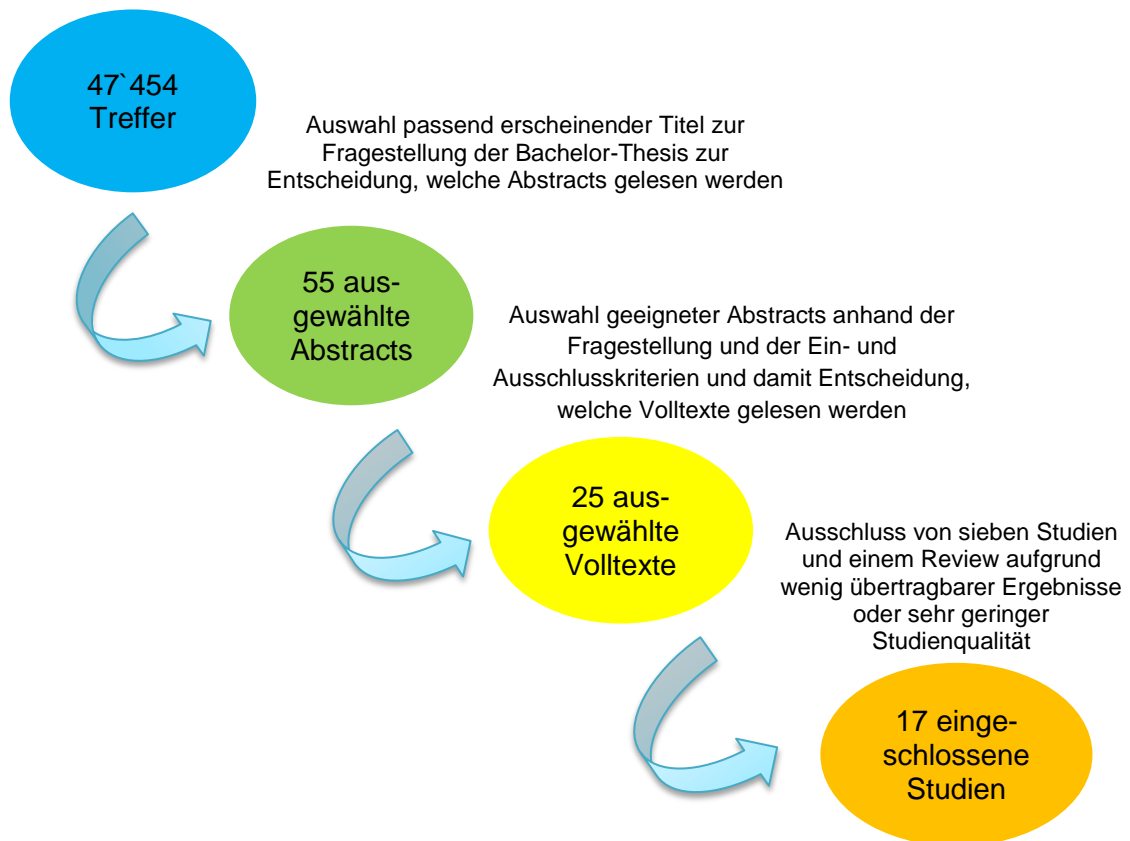 47`454
Treffer
Auswahl passend erscheinender Titel zur
Fragestellung der Bachelor-Thesis zur
Entscheidung, welche Abstracts gelesen werden
55 aus-
gewählte
Abstracts
Auswahl geeigneter Abstracts anhand der
Fragestellung und der Ein- und
Ausschlusskriterien und damit Entscheidung,
welche Volltexte gelesen werden
25 aus-
gewählte
Volltexte
Ausschluss von sieben Studien
und einem Review aufgrund
wenig übertragbarer Ergebnisse
oder sehr geringer
Studienqualität
17 einge-
schlossene
Studien